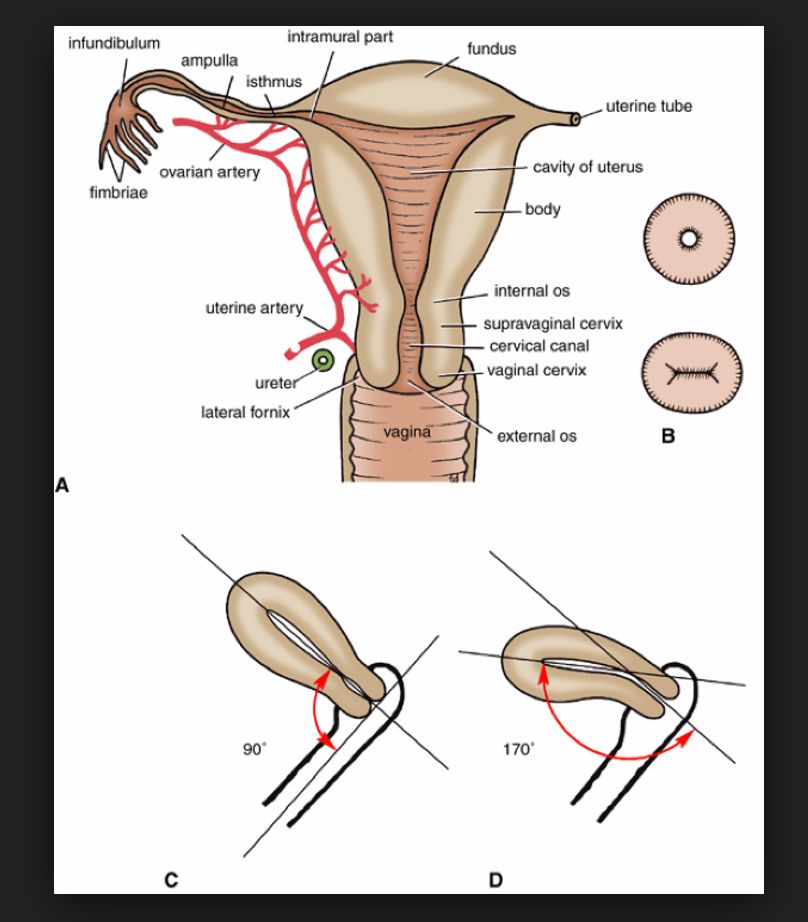 intramural part
infundibulum
fundus
ampulla
isthmus
uterine tube
cavity of uterus
ovarian artery
fimbriae
body
internal os
uterine artery
supravaginal cervix
cervical canal
vaginal cervix
ureter
lateral fornix
vagina
external os
B
A
90°
170°
C
D